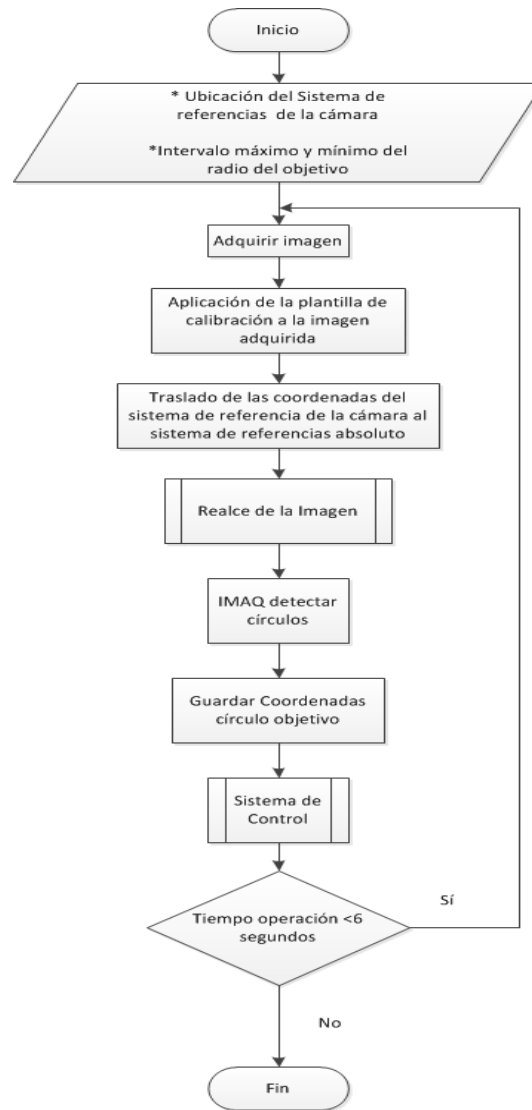 Inicio
* Ubicación del Sistema de
referencias de la cámara
*Intervalo máximo y mínimo del
radio del objetivo
Adquirir imagen
Aplicación de la plantilla de
calibración a la imagen
adquirida
Traslado de las coordenadas del
sistema de referencia de la cámara al
sistema de referencias absoluto
Realce de la Imagen
IMAQ detectar
círculos
Guardar Coordenadas
círculo objetivo
Sistema de
Control
Sí
Tiempo operación <6
segundos
No
Fin